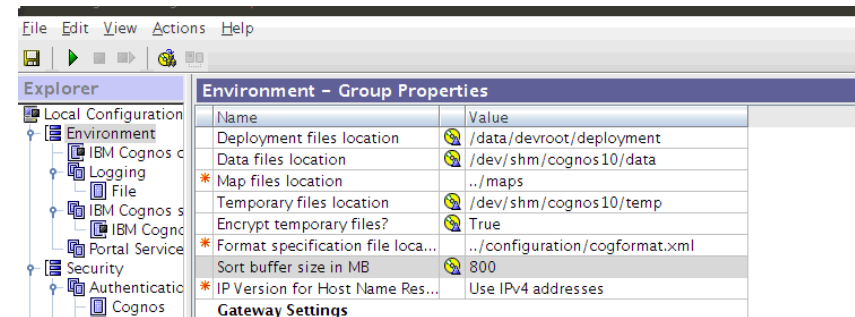 File Edit View Actions Help
Explorer
Local Configuration
Environment
IBM Cognos c
Logging
File
IBM Cognos s
IBM Cogno
Portal Service
Security
Authenticatio
Cognos
Environment - Group Properties
Name Value
Deployment files location /data/devroot/deployment
Data files location /dev/shm/cognos10/data
* Map files location ../maps
Temporary files location /dev/shm/cognos10/temp
Encrypt temporary files? True
* Format specification file loca... ../configuration/cogformat.xml
Sort buffer size in MB 800
* IP Version for Host Name Res... Use IPv4 addresses
Gateway Settings